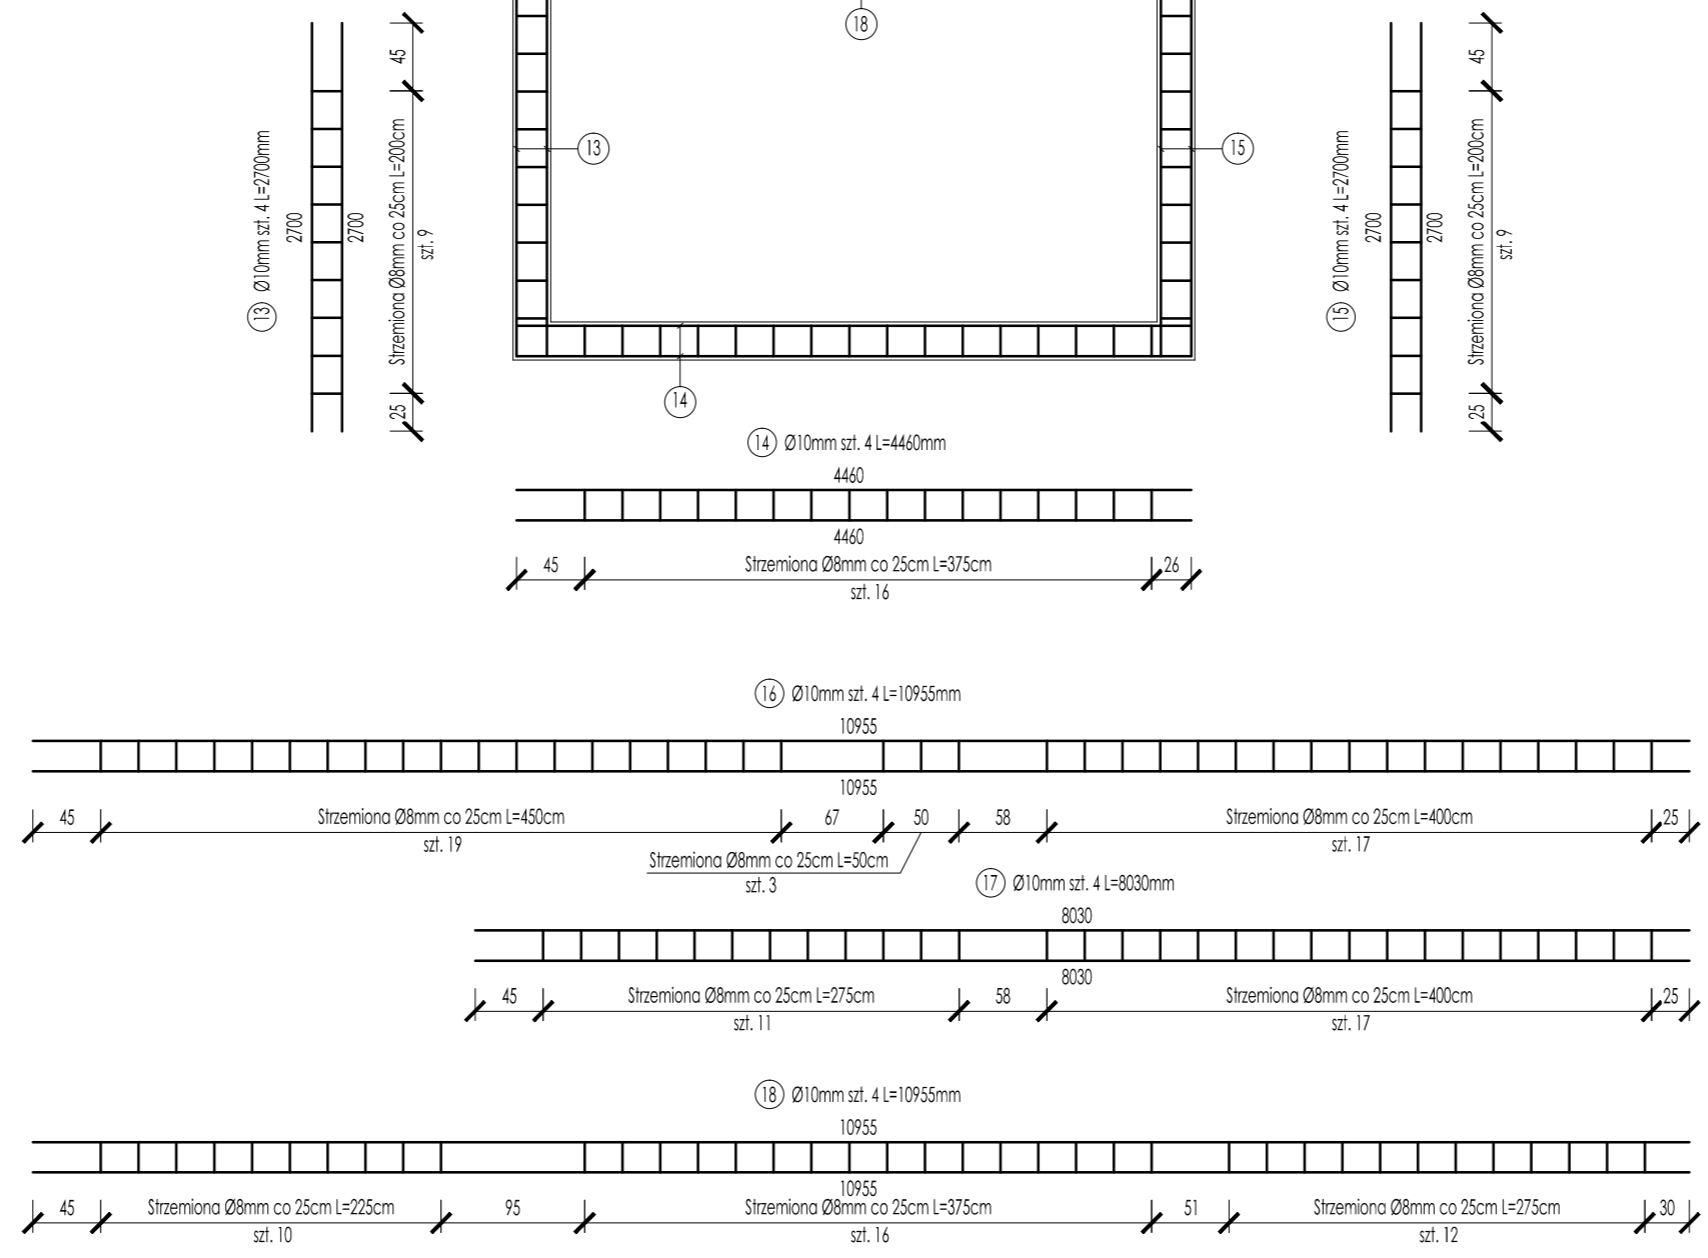 18
45
Strzemiona Ø8mm co 25cm L=200cm
szt. 9
25
13 Ø10mm szt. 4 L=2700mm
2700
2700
13
15
14
15 Ø10mm szt. 4 L=2700mm
2700
2700
45
Strzemiona Ø8mm co 25cm L=200cm
szt. 9
25
14 Ø10mm szt. 4 L=4460mm
4460
4460
45 Strzemiona Ø8mm co 25cm L=375cm 26
szt. 16
16 Ø10mm szt. 4 L=10955mm
10955
10955
45 Strzemiona Ø8mm co 25cm L=450cm 67 50 58 Strzemiona Ø8mm co 25cm L=400cm 25
szt. 19 szt. 17
Strzemiona Ø8mm co 25cm L=50cm
szt. 3
17 Ø10mm szt. 4 L=8030mm
8030
8030
45 Strzemiona Ø8mm co 25cm L=275cm 58 Strzemiona Ø8mm co 25cm L=400cm 25
szt. 11 szt. 17
18 Ø10mm szt. 4 L=10955mm
10955
10955
45 Strzemiona Ø8mm co 25cm L=225cm 95 Strzemiona Ø8mm co 25cm L=375cm 51 Strzemiona Ø8mm co 25cm L=275cm 30
szt. 10 szt. 16 szt. 12